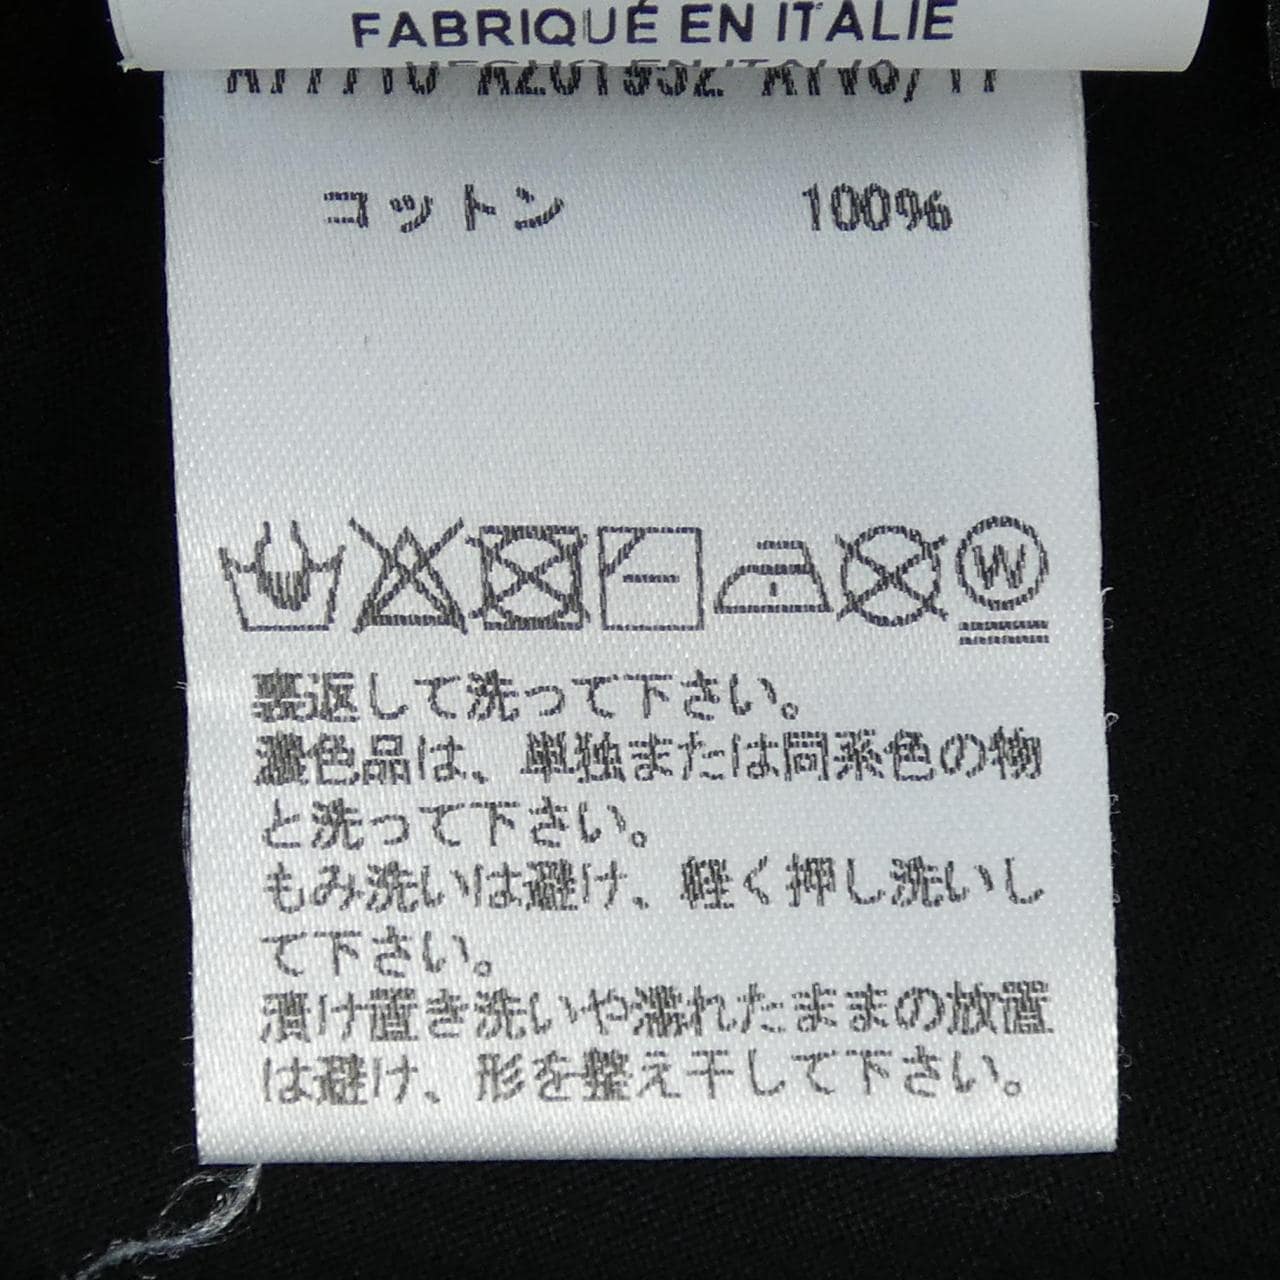 FABRIQUÉ EN ITALIE
コットン 100%
W
裏返して洗って下さい。
濃色品は、単独または同系色の物
と洗って下さい。
もみ洗いは避け、軽く押し洗いし
て下さい。
漬け置き洗いや濡れたままの放置
は避け、形を整え干して下さい。